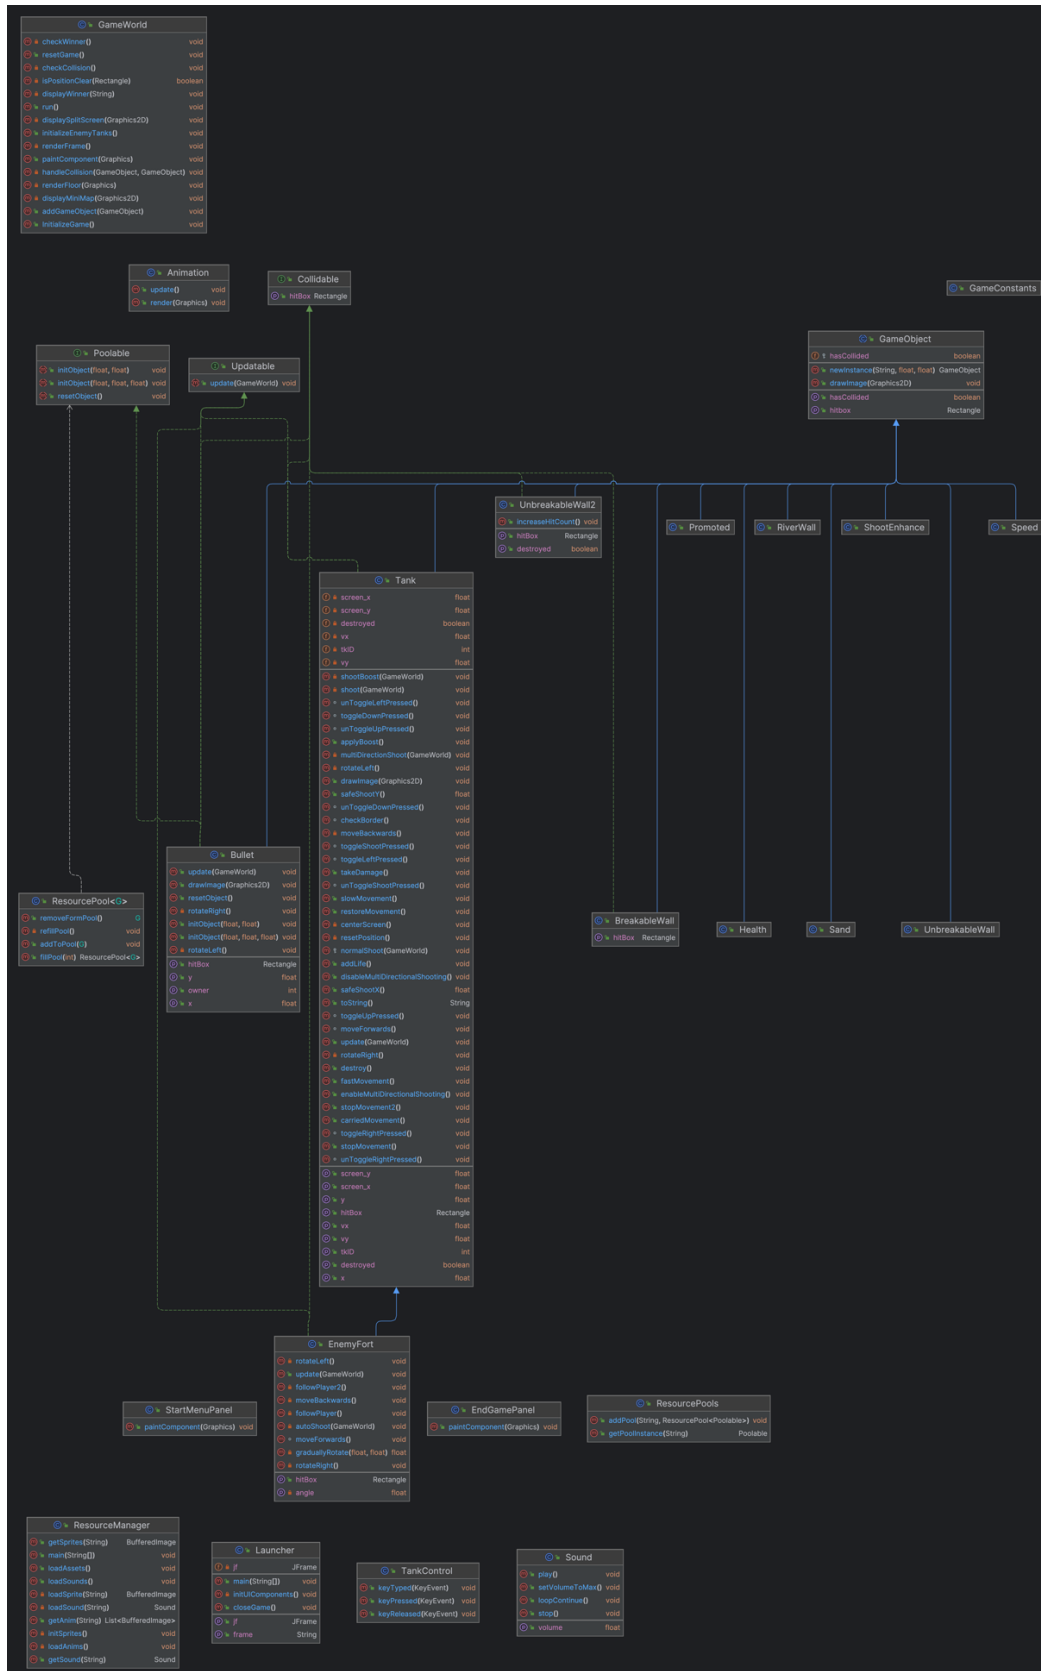 GameWorld
checkWinner() void
resetGame() void
checkCollision() void
isPositionClear(Rectangle) boolean
displayWinner(String) void
run() void
displaySplitScreen(Graphics2D) void
initializeEnemyTanks() void
renderFrame() void
paintComponent(Graphics) void
handleCollision(GameObject, GameObject) void
renderFloor(Graphics) void
displayMiniMap(Graphics2D) void
addGameObject(GameObject) void
InitializeGame() void
Animation
update() void
render(Graphics) void
Collidable
hitBox Rectangle
GameConstants
Poolable
initObject(float, float) void
initObject(float, float, float) void
resetObject() void
Updatable
update(GameWorld) void
GameObject
hasCollided boolean
newInstance(String, float, float) GameObject
drawImage(Graphics2D) void
hasCollided boolean
hitbox Rectangle
UnbreakableWall2
increaseHitCount() void
hitBox Rectangle
destroyed boolean
Promoted
RiverWall
ShootEnhance
Speed
Tank
screen_x float
screen_y float
destroyed boolean
vx float
tkID int
vy float
shootBoost(GameWorld) void
shoot(GameWorld) void
unToggleLeftPressed() void
toggleDownPressed() void
unToggleUpPressed() void
applyBoost() void
multiDirectionShoot(GameWorld) void
rotateLeft() void
drawImage(Graphics2D) void
safeShootY() float
unToggleDownPressed() void
checkBorder() void
moveBackwards() void
toggleShootPressed() void
toggleLeftPressed() void
takeDamage() void
unToggleShootPressed() void
slowMovement() void
restoreMovement() void
centerScreen() void
resetPosition() void
normalShoot(GameWorld) void
addLife() void
disableMultiDirectionalShooting() void
safeShootX() float
toString() String
toggleUpPressed() void
moveForwards() void
update(GameWorld) void
rotateRight() void
destroy() void
fastMovement() void
enableMultiDirectionalShooting() void
stopMovement2() void
carriedMovement() void
toggleRightPressed() void
stopMovement() void
unToggleRightPressed() void
screen_y float
screen_x float
y float
hitBox Rectangle
vx float
vy float
tkID int
destroyed boolean
x float
Bullet
update(GameWorld) void
drawImage(Graphics2D) void
resetObject() void
rotateRight() void
initObject(float, float) void
initObject(float, float, float) void
rotateLeft() void
hitBox Rectangle
y float
owner int
x float
ResourcePool<G>
removeFormPool() G
refillPool() void
addToPool(G) void
fillPool(int) ResourcePool<G>
BreakableWall
hitBox Rectangle
Health
Sand
UnbreakableWall
EnemyFort
rotateLeft() void
update(GameWorld) void
followPlayer2() void
moveBackwards() void
followPlayer() void
autoShoot(GameWorld) void
moveForwards() void
graduallyRotate(float, float) float
rotateRight() void
hitBox Rectangle
angle float
StartMenuPanel
paintComponent(Graphics) void
EndGamePanel
paintComponent(Graphics) void
ResourcePools
addPool(String, ResourcePool<Poolable>) void
getPoolInstance(String) Poolable
ResourceManager
getSprites(String) BufferedImage
main(String[]) void
loadAssets() void
loadSounds() void
loadSprite(String) BufferedImage
loadSound(String) Sound
getAnim(String) List<BufferedImage>
initSprites() void
loadAnims() void
getSound(String) Sound
Launcher
jf JFrame
main(String[]) void
initUIComponents() void
closeGame() void
jf JFrame
frame String
TankControl
keyTyped(KeyEvent) void
keyPressed(KeyEvent) void
keyReleased(KeyEvent) void
Sound
play() void
setVolumeToMax() void
loopContinue() void
stop() void
volume float